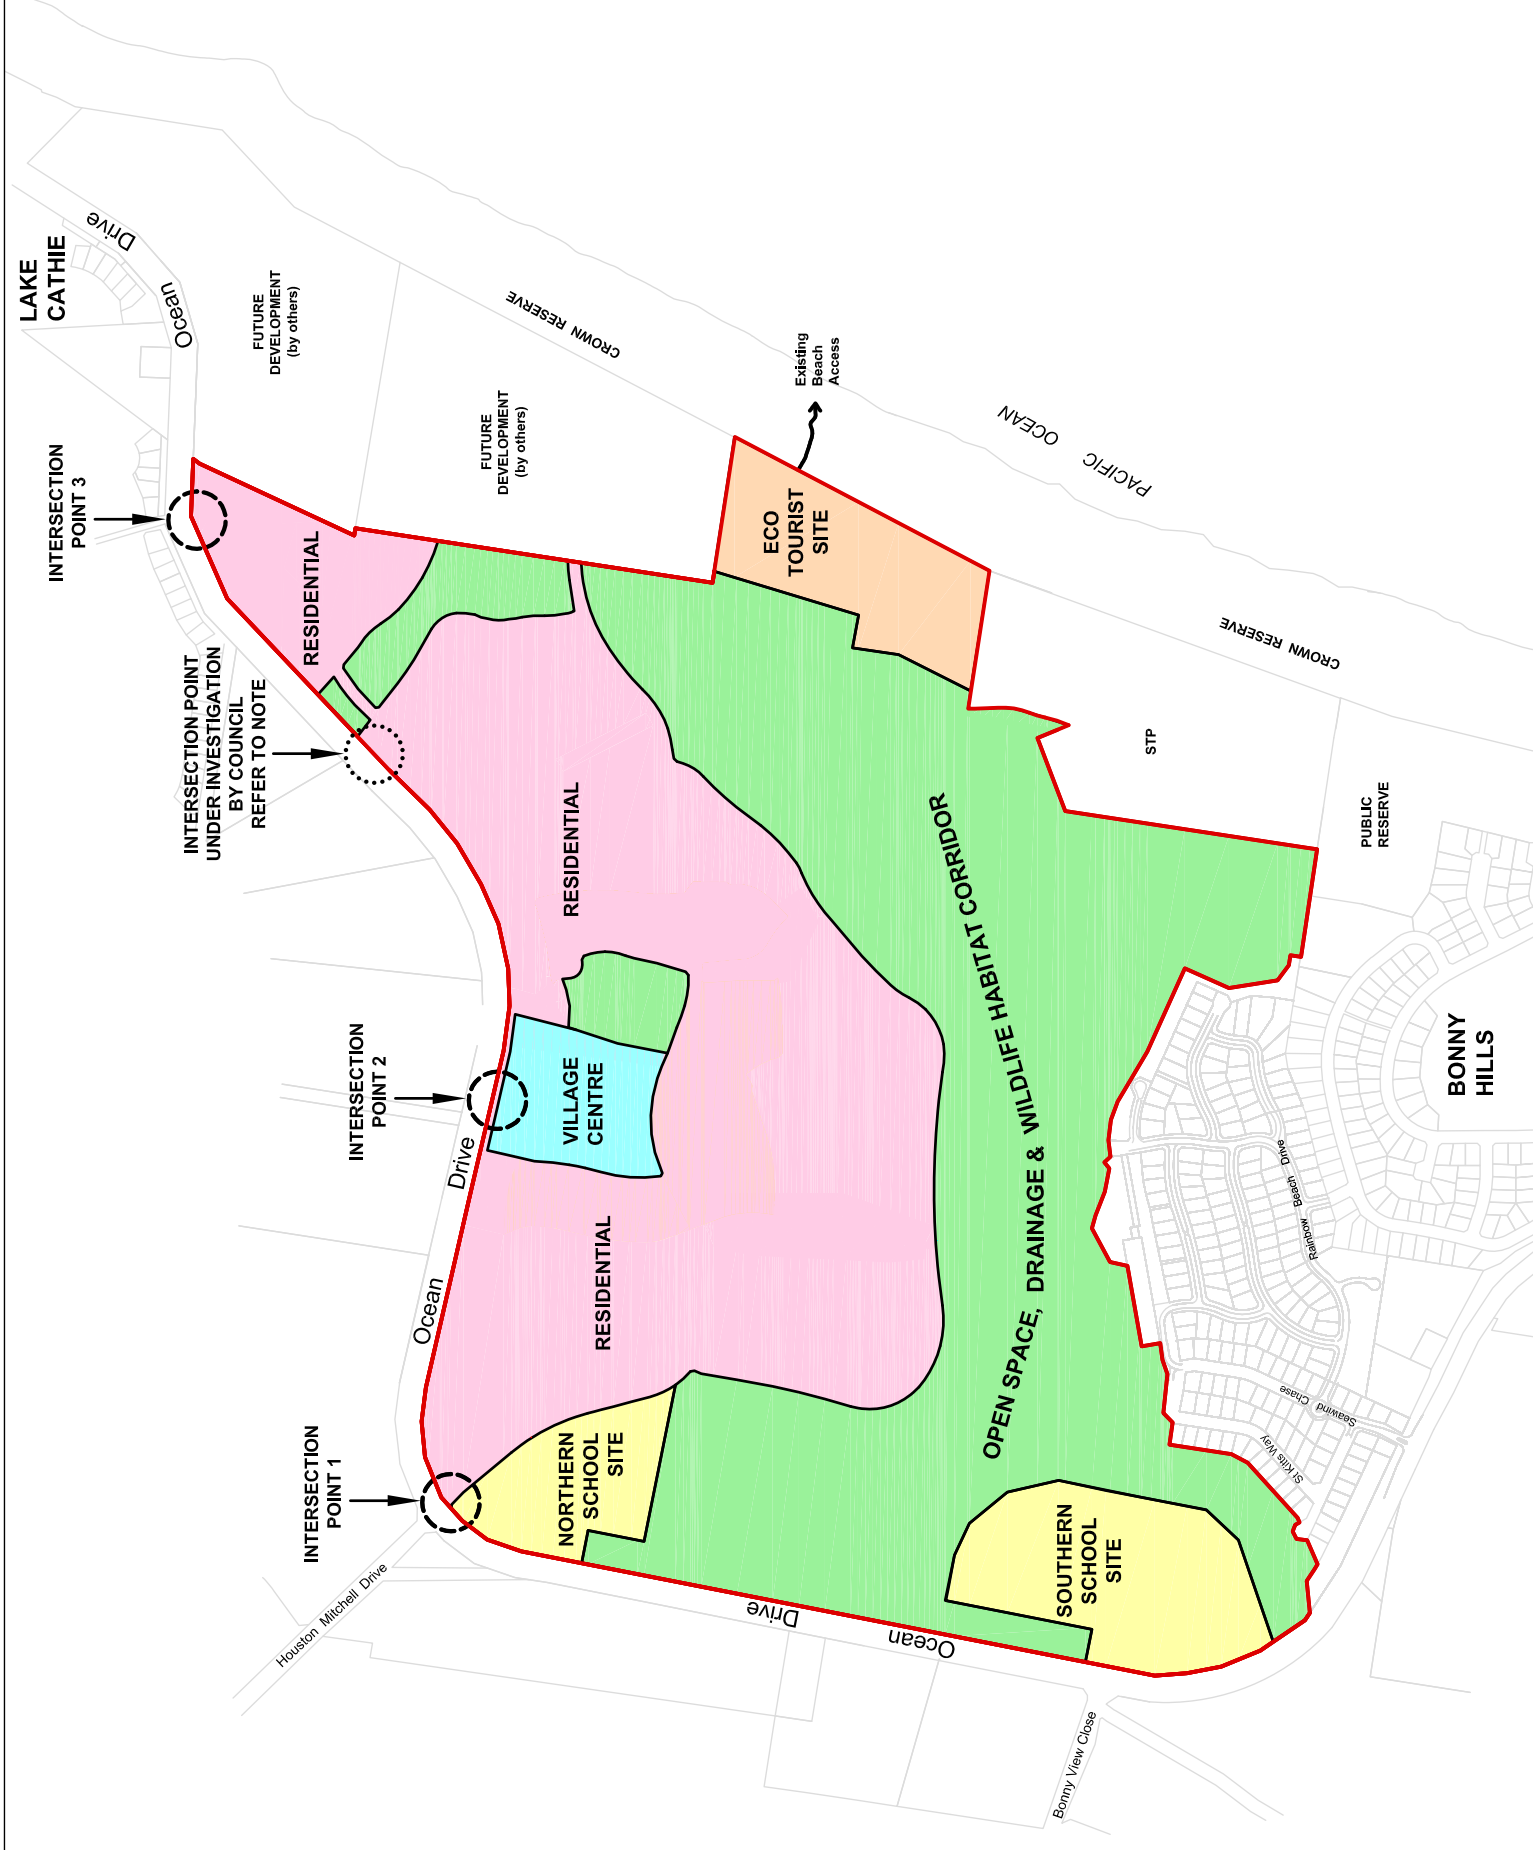 LAKE
CATHIE
Drive
Ocean
FUTURE
DEVELOPMENT
(by others)
CROWN RESERVE
INTERSECTION
POINT 3
FUTURE
DEVELOPMENT
(by others)
Existing
Beach
Access
PACIFIC OCEAN
RESIDENTIAL
ECO
TOURIST
SITE
INTERSECTION POINT
UNDER INVESTIGATION
BY COUNCIL
REFER TO NOTE
CROWN RESERVE
STP
PUBLIC
RESERVE
RESIDENTIAL
OPEN SPACE, DRAINAGE & WILDLIFE HABITAT CORRIDOR
INTERSECTION
POINT 2
VILLAGE
CENTRE
BONNY
HILLS
Ocean Drive
RESIDENTIAL
Rainbow Beach Drive
Seawind Chase
St Kitts Way
INTERSECTION
POINT 1
NORTHERN
SCHOOL
SITE
SOUTHERN
SCHOOL
SITE
Houston Mitchell Drive
Ocean Drive
Bonny View Close